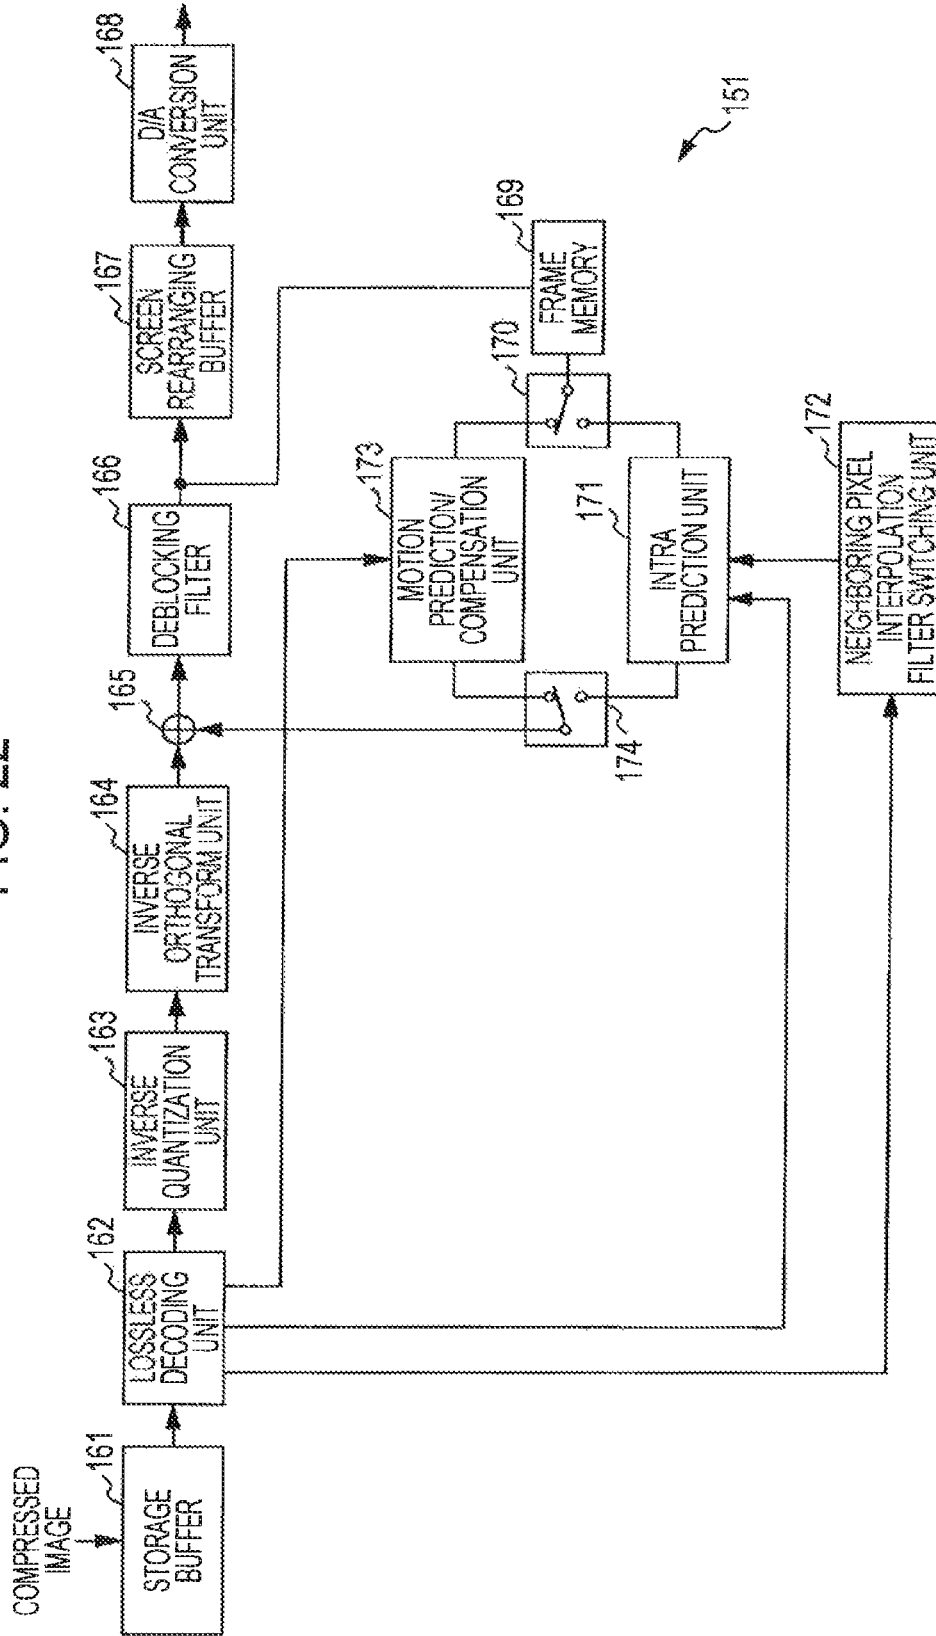 FIG. 22
COMPRESSED
IMAGE
161
STORAGE
BUFFER
162
LOSSLESS
DECODING
UNIT
163
INVERSE
QUANTIZATION
UNIT
164
INVERSE
ORTHOGONAL
TRANSFORM UNIT
165
166
DEBLOCKING
FILTER
167
SCREEN
REARRANGING
BUFFER
168
D/A
CONVERSION
UNIT
173
MOTION
PREDICTION/
COMPENSATION
UNIT
170
169
FRAME
MEMORY
151
174
171
INTRA
PREDICTION UNIT
172
NEIGHBORING PIXEL
INTERPOLATION
FILTER SWITCHING UNIT